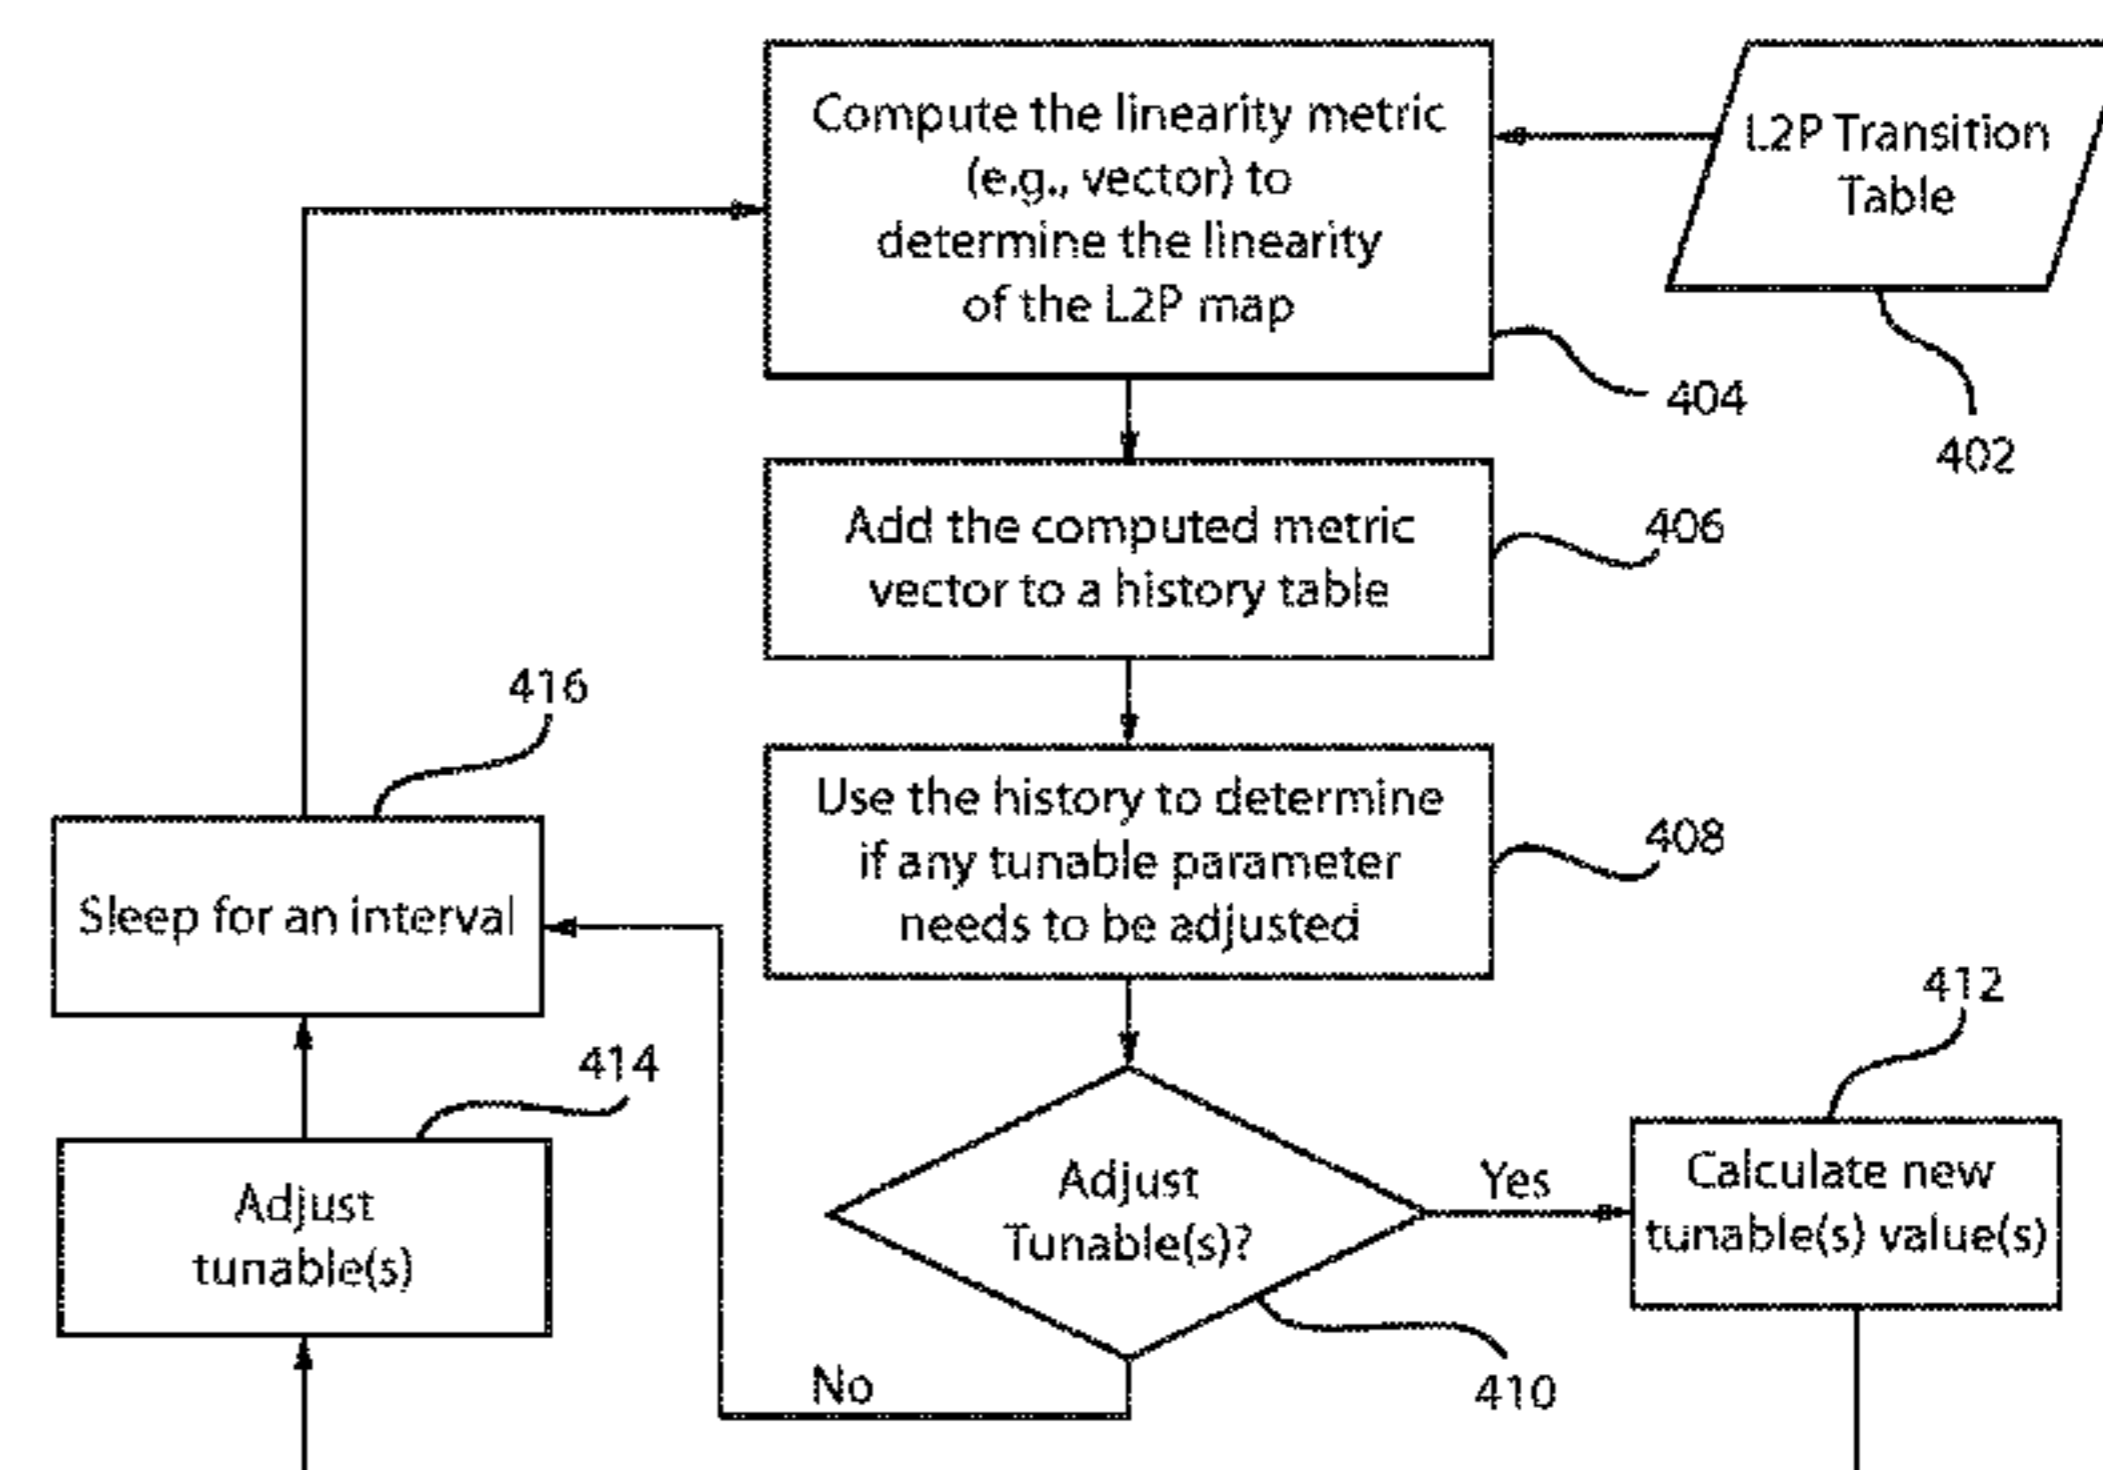 Compute the linearity metric
(e.g., vector) to
determine the linearity
of the L2P map
L2P Transition
Table
404
402
Add the computed metric
vector to a history table
406
416
Use the history to determine
if any tunable parameter
needs to be adjusted
408
Sleep for an interval
412
414
Adjust
Tunable(s)?
Yes
Calculate new
tunable(s) value(s)
Adjust
tunable(s)
No
410